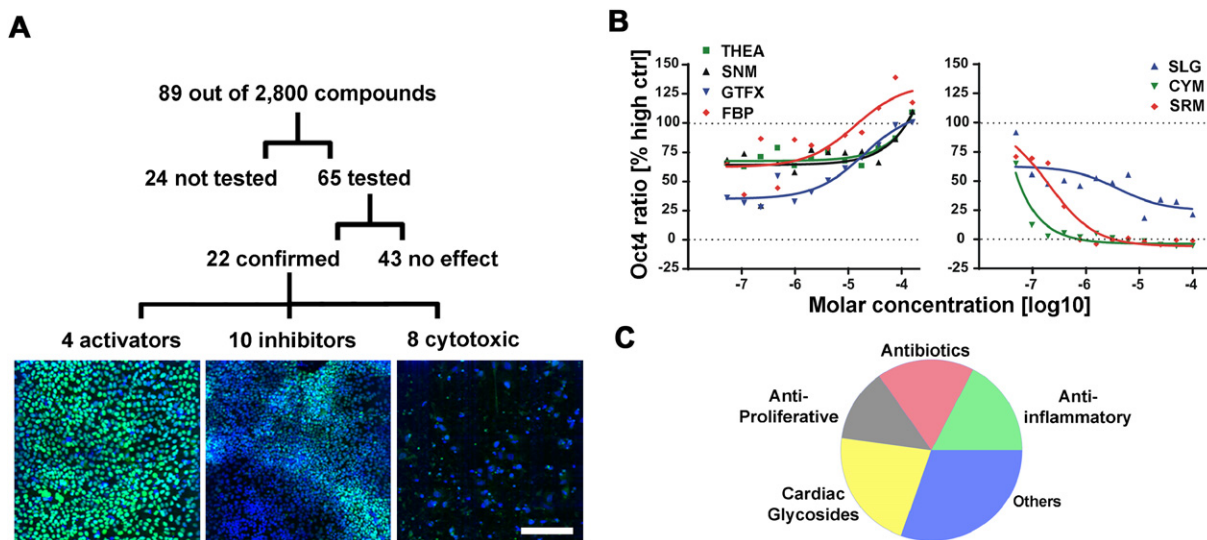 A
89 out of 2,800 compounds
24 not tested
65 tested
22 confirmed
43 no effect
4 activators
10 inhibitors
8 cytotoxic
B
Oct4 ratio [% high ctrl]
THEA
SNM
GTFX
FBP
150
125
100
75
50
25
0
-25
-7
-6
-5
-4
SLG
CYM
SRM
150
125
100
75
50
25
0
-25
-7
-6
-5
-4
Molar concentration [log10]
C
Antibiotics
Anti-
Proliferative
Anti-
inflammatory
Cardiac
Glycosides
Others